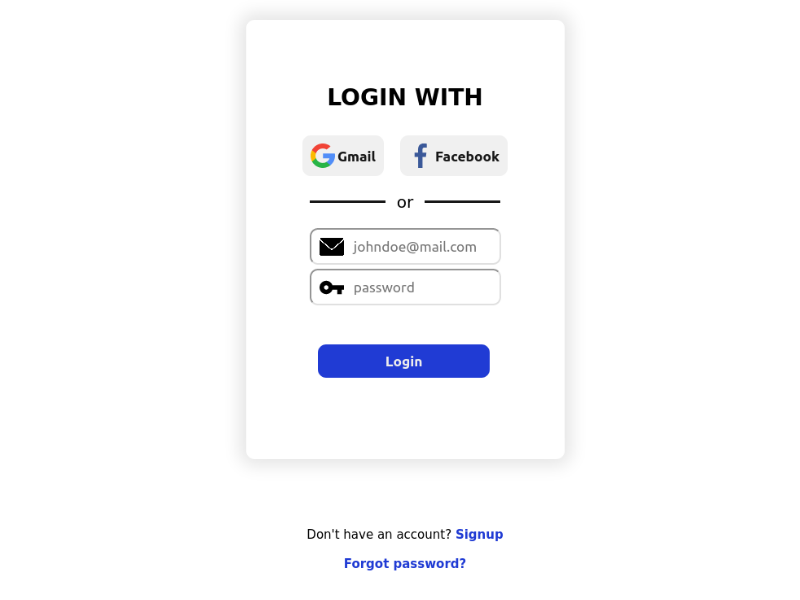 LOGIN WITH
Gmail Facebook
or
johndoe@mail.com
password
Login
Don't have an account? Signup
Forgot password?